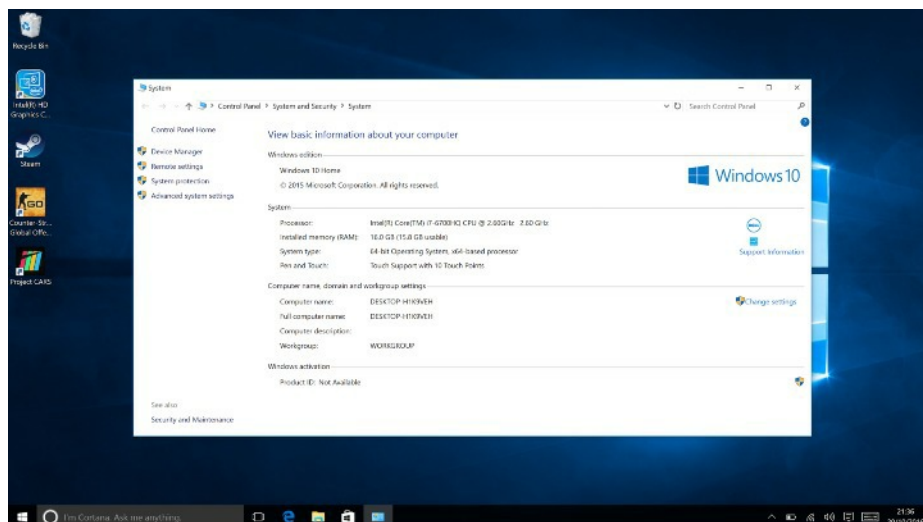 Recycle Bin
Intel(R) HD
Graphics C...
Steam
GO
Counter-Str...
Global Offe...
Project CARS
System
Control Panel > System and Security > System
Search Control Panel
Control Panel Home
Device Manager
Remote settings
System protection
Advanced system settings
See also
Security and Maintenance
View basic information about your computer
Windows edition
Windows 10 Home
© 2015 Microsoft Corporation. All rights reserved.
Windows 10
System
Processor: Intel(R) Core(TM) i7-6700HQ CPU @ 2.60GHz 2.60 GHz
Installed memory (RAM): 16.0 GB (15.8 GB usable)
System type: 64-bit Operating System, x64-based processor
Pen and Touch: Touch Support with 10 Touch Points
Support Information
Computer name, domain and workgroup settings
Computer name:
Full computer name:
Computer description:
Workgroup: WORKGROUP
Change settings
Windows activation
Product ID: Not Available
I'm Cortana. Ask me anything.
21:36